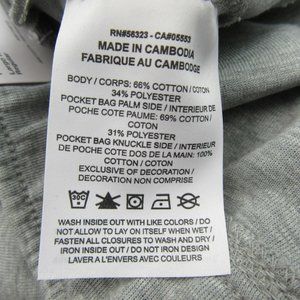 RN#56323 - CA#05553
MADE IN CAMBODIA
FABRIQUE AU CAMBODGE
BODY / CORPS: 66% COTTON / COTON
34% POLYESTER
POCKET BAG PALM SIDE / INTERIEUR DE
POCHE COTE PAUME: 69% COTTON /
COTON
31% POLYESTER
POCKET BAG KNUCKLE SIDE / INTERIEUR
DE POCHE COTE DOS DE LA MAIN: 100%
COTTON / COTON
EXCLUSIVE OF DECORATION /
DECORATION NON COMPRISE
WASH INSIDE OUT WITH LIKE COLORS / DO
NOT ALLOW TO LAY ON ITSELF WHEN WET /
FASTEN ALL CLOSURES TO WASH AND DRY /
IRON INSIDE OUT / DO NOT IRON DESIGN
LAVER A L'ENVERS AVEC COULEURS